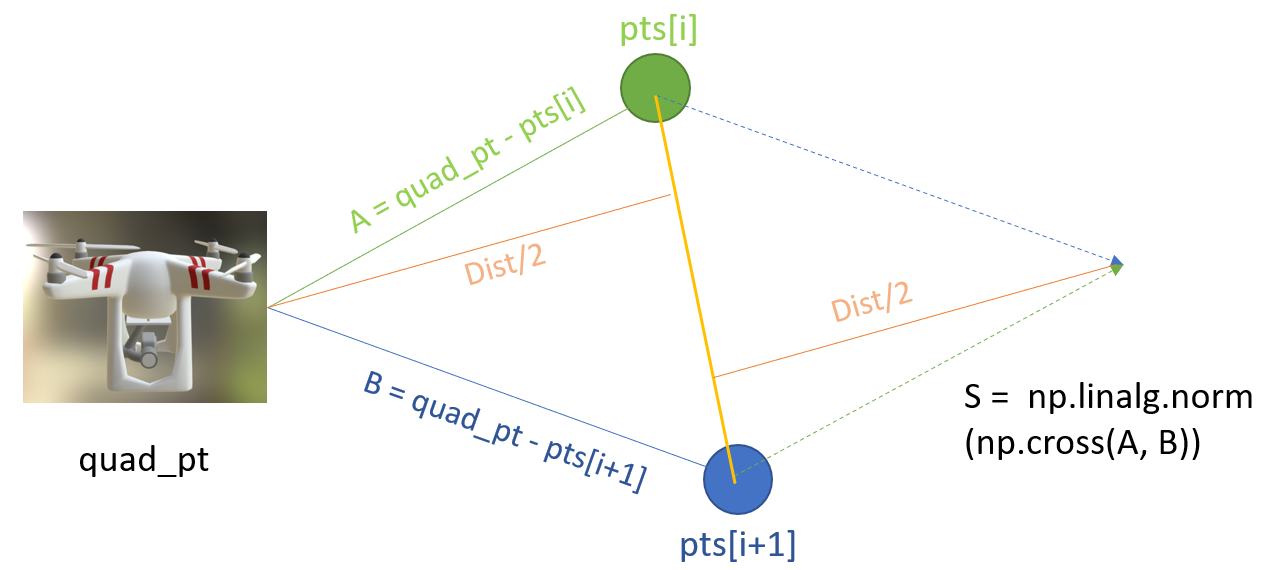 pts[i]
A = quad_pt - pts[i]
Dist/2
Dist/2
B = quad_pt - pts[i+1]
S =  np.linalg.norm
(np.cross(A, B))
quad_pt
pts[i+1]